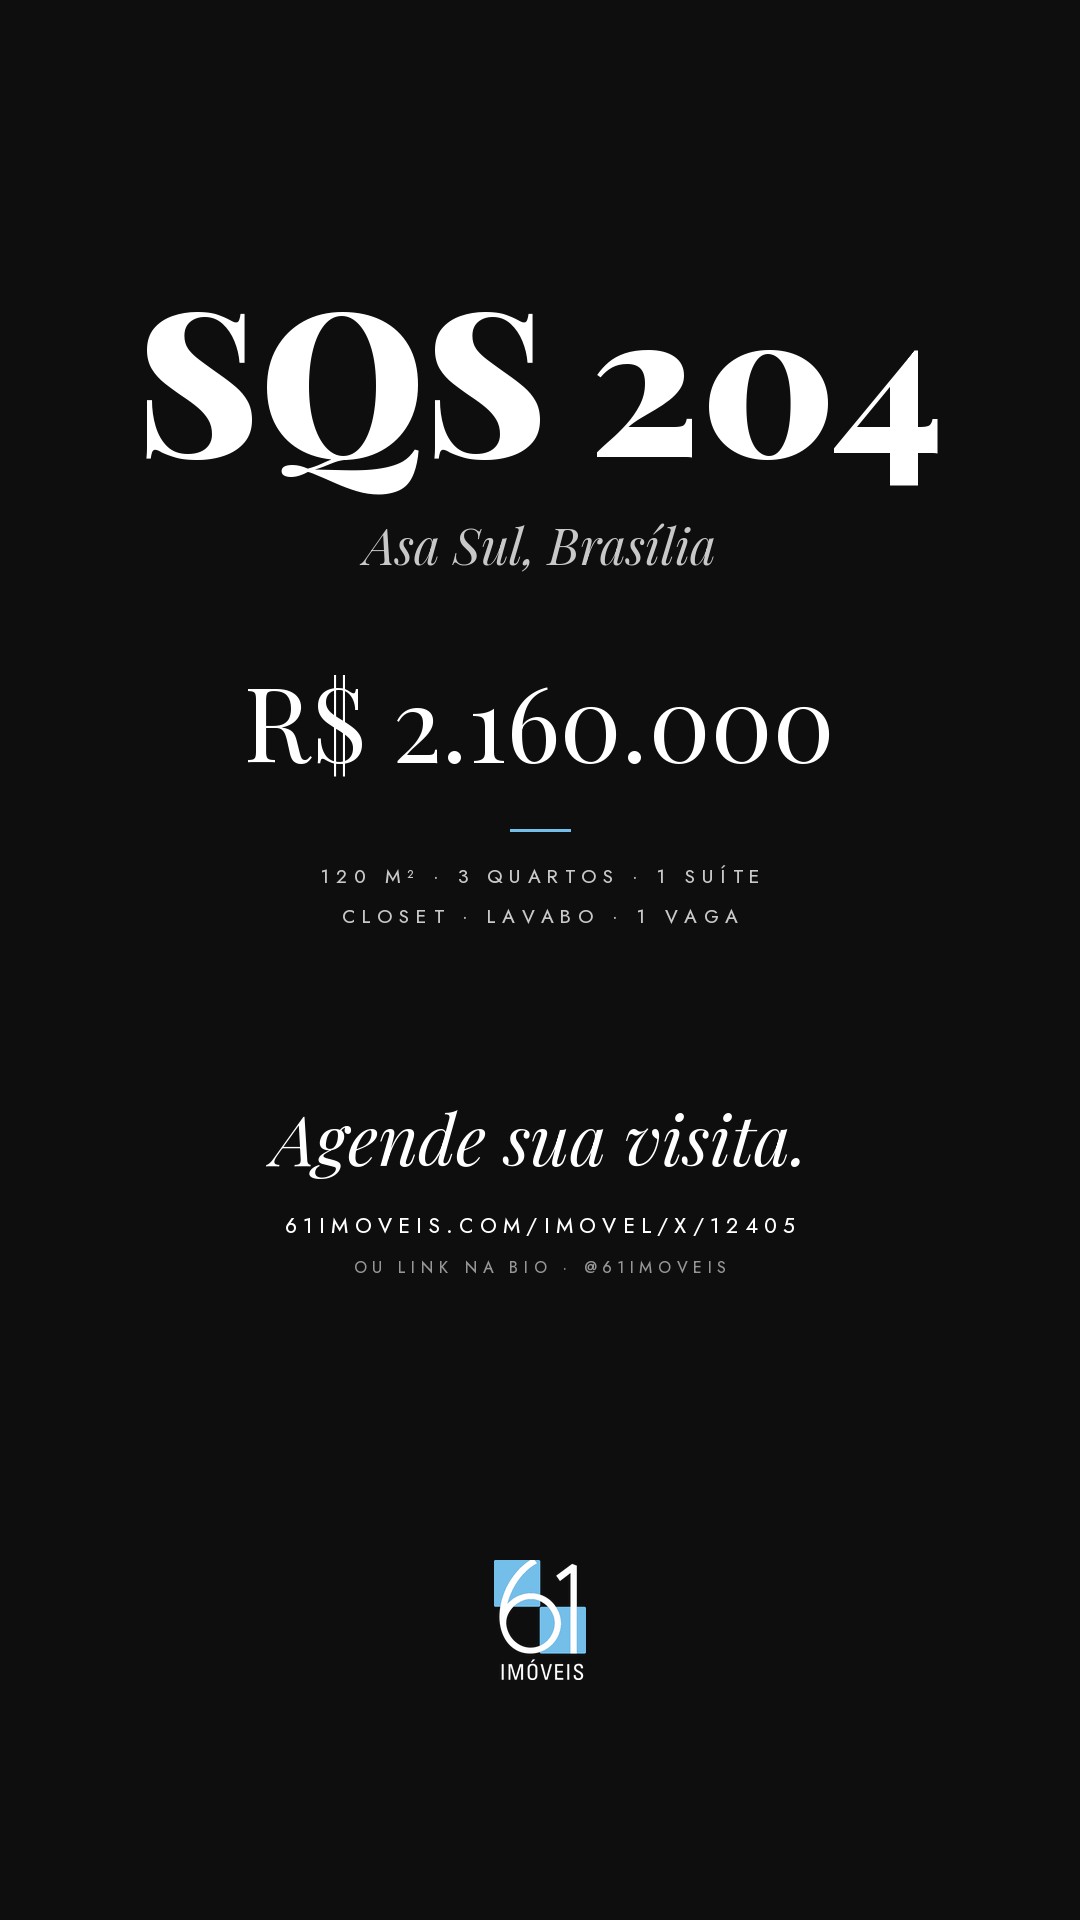 SQS 204
Asa Sul, Brasília
R$ 2.160.000
120 M² · 3 QUARTOS · 1 SUÍTE
CLOSET · LAVABO · 1 VAGA
Agende sua visita.
61IMOVEIS.COM/IMOVEL/X/12405
OU LINK NA BIO · @61IMOVEIS
61
IMÓVEIS